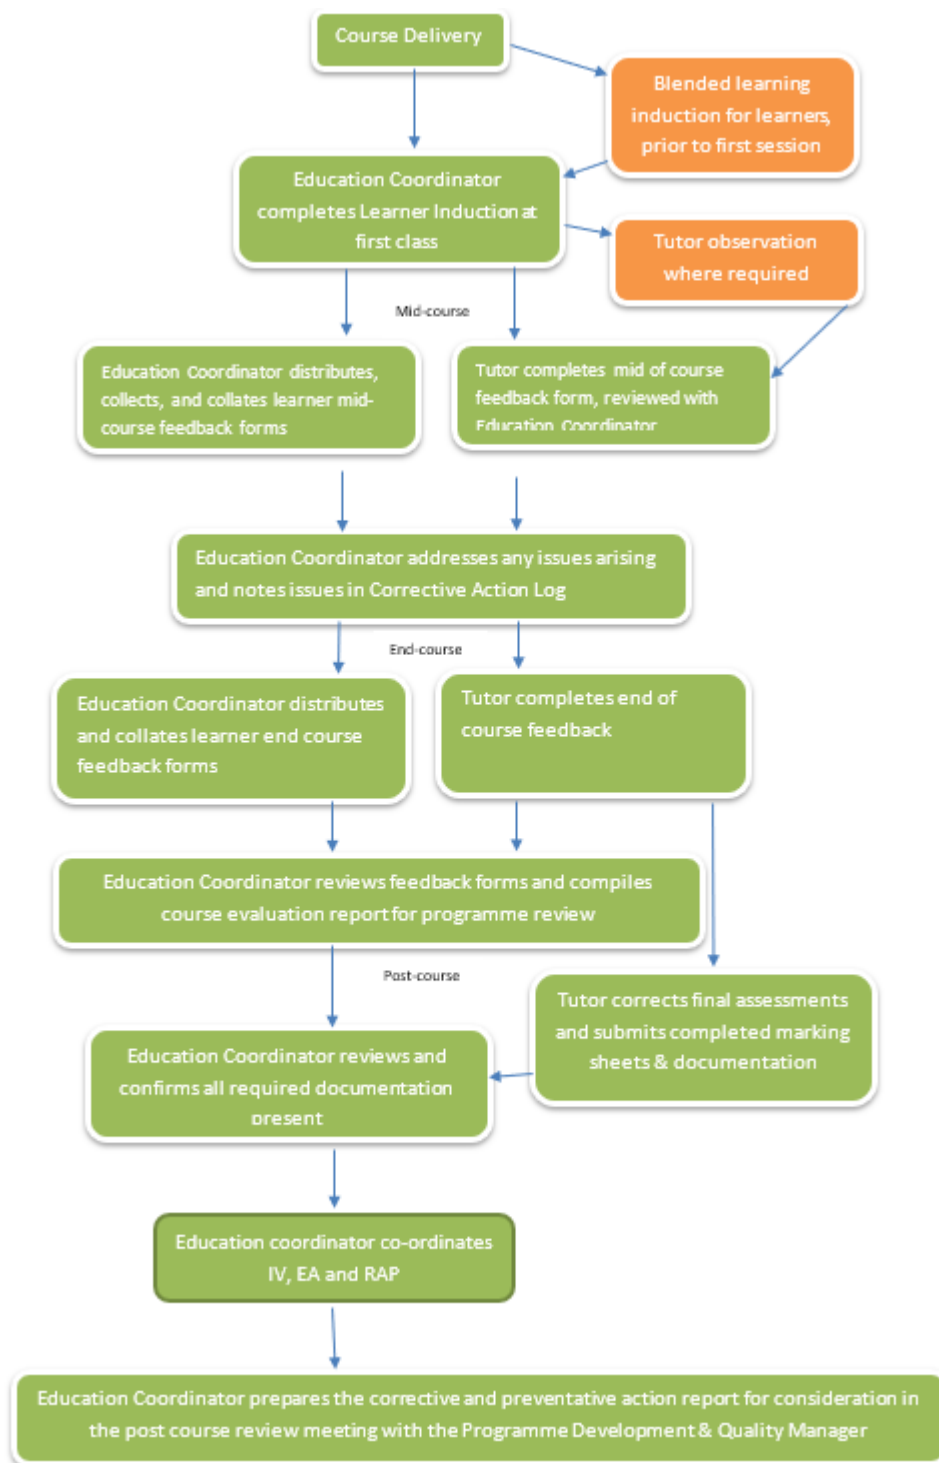 Course Delivery
Blended learning
induction for learners,
prior to first session
Education Coordinator
completes Learner Induction at
first class
Tutor observation
where required
Mid-course
Education Coordinator distributes,
collects, and collates learner mid-
course feedback forms
Tutor completes mid of course
feedback form, reviewed with
Education Coordinator
Education Coordinator addresses any issues arising
and notes issues in Corrective Action Log
End-course
Education Coordinator distributes
and collates learner end course
feedback forms
Tutor completes end of
course feedback
Education Coordinator reviews feedback forms and compiles
course evaluation report for programme review
Post-course
Tutor corrects final assessments
and submits completed marking
sheets & documentation
Education Coordinator reviews and
confirms all required documentation
present
Education coordinator co-ordinates
IV, EA and RAP
Education Coordinator prepares the corrective and preventative action report for consideration in
the post course review meeting with the Programme Development & Quality Manager